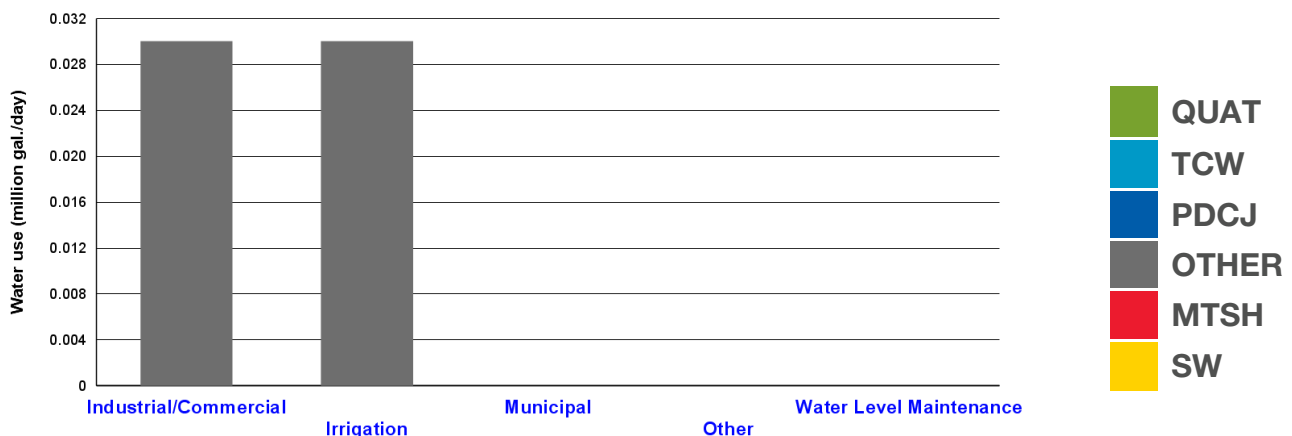 Water use (million gal./day)
0.032
0.028
0.024
0.020
0.016
0.012
0.008
0.004
0
Industrial/Commercial
Irrigation
Municipal
Other
Water Level Maintenance
QUAT
TCW
PDCJ
OTHER
MTSH
SW